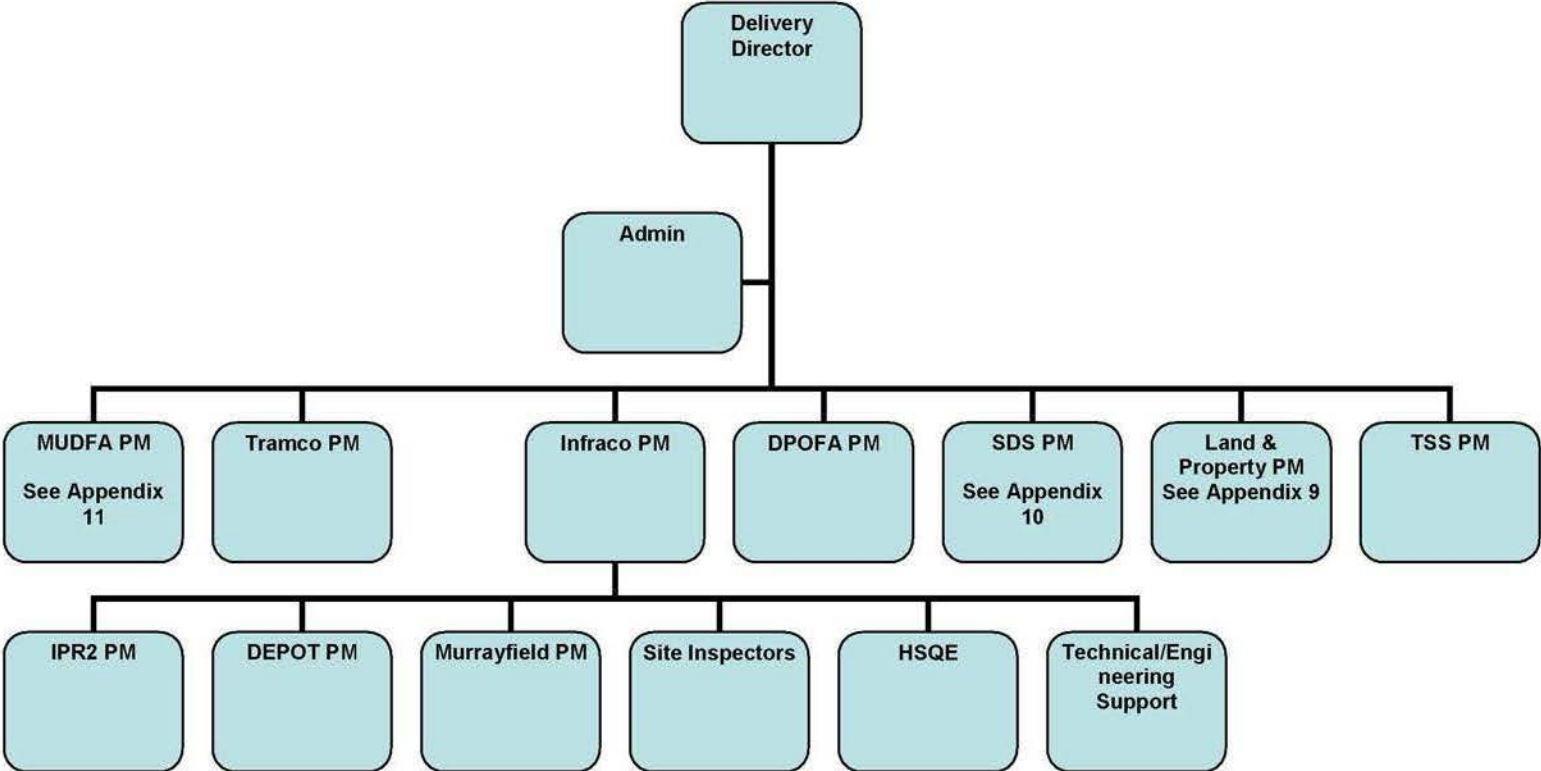 Delivery
Director
Admin
MUDFA PM
See Appendix
11
Tramco PM
Infraco PM
DPOFA PM
SDS PM
See Appendix
10
Land &
Property PM
See Appendix 9
TSS PM
IPR2 PM
DEPOT PM
Murrayfield PM
Site Inspectors
HSQE
Technical/Engi
neering
Support